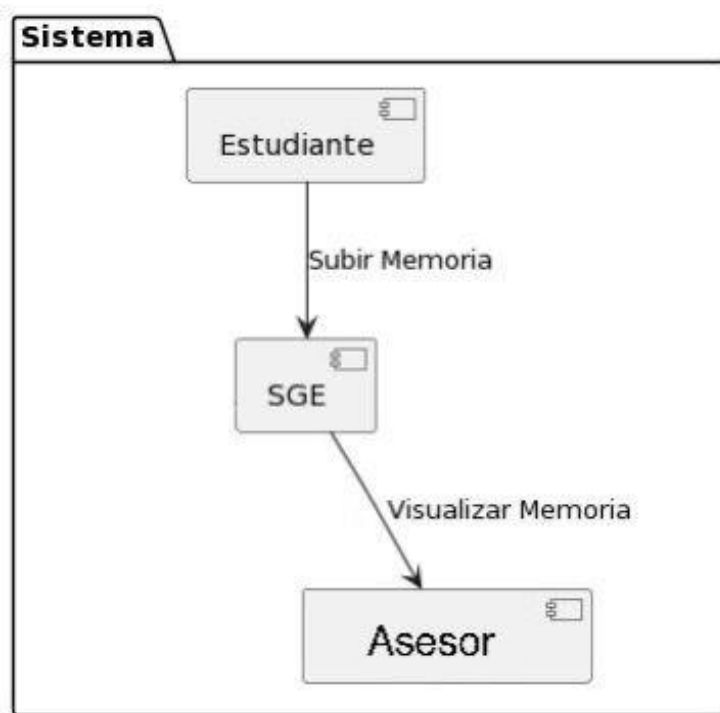 Sistema
Estudiante
Subir Memoria
SGE
Visualizar Memoria
Asesor